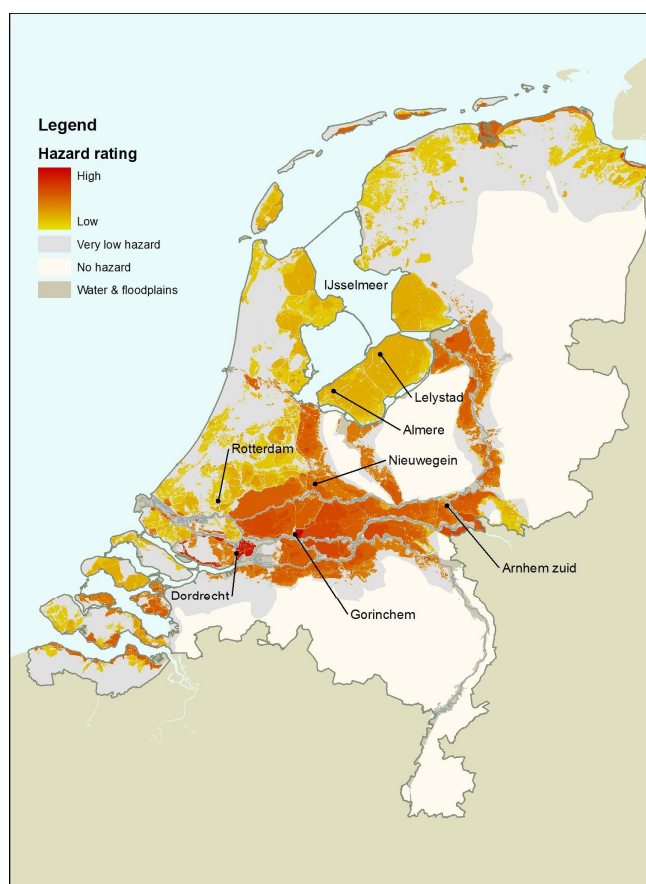 Legend
Hazard rating
High
Low
Very low hazard
No hazard
Water & floodplains
IJsselmeer
Lelystad
Almere
Rotterdam
Nieuwegein
Arnhem zuid
Dordrecht
Gorinchem